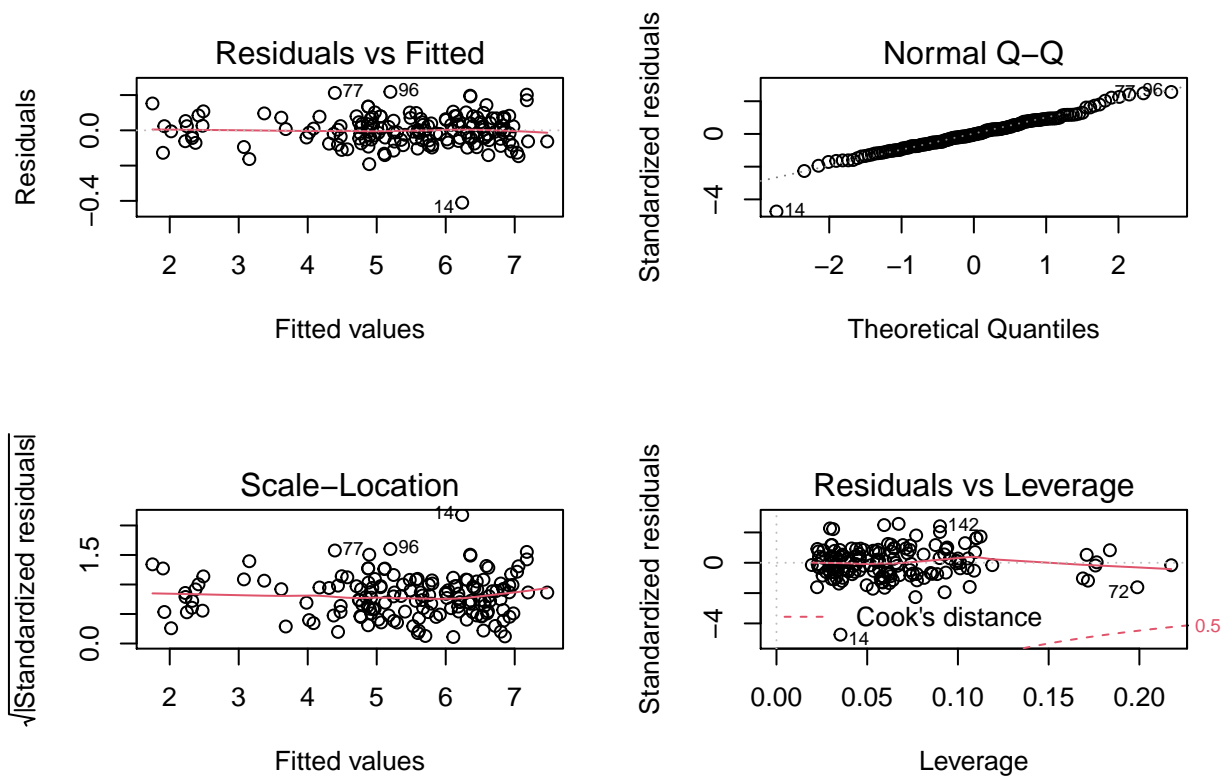 Residuals vs Fitted
Residuals
0.0
−0.4
77
96
14
2 3 4 5 6 7
Fitted values
Normal Q−Q
Standardized residuals
0
−4
77 96
14
−2 −1 0 1 2
Theoretical Quantiles
Scale−Location
√|Standardized residuals|
1.5
0.0
14
77
96
2 3 4 5 6 7
Fitted values
Residuals vs Leverage
Standardized residuals
0
−4
142
72
Cook's distance
14
0.5
0.00 0.05 0.10 0.15 0.20
Leverage